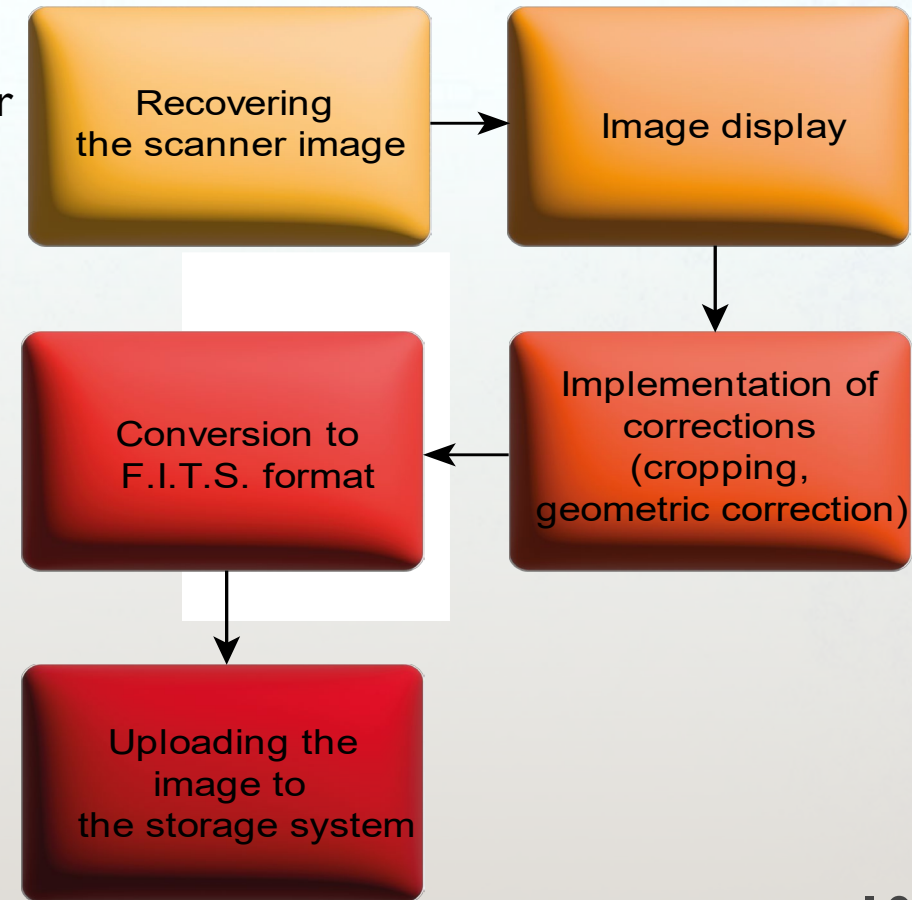 r
Recovering
the scanner image
Image display
Implementation of
corrections
(cropping,
geometric correction)
Conversion to
F.I.T.S. format
Uploading the
image to
the storage system